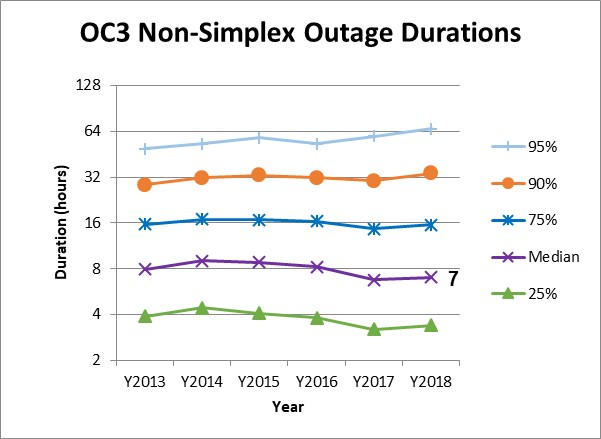 OC3 Non-Simplex Outage Durations
128
64
32
16
8
4
2
Duration (hours)
7
Y2013 Y2014 Y2015 Y2016 Y2017 Y2018
Year
95%
90%
75%
Median
25%